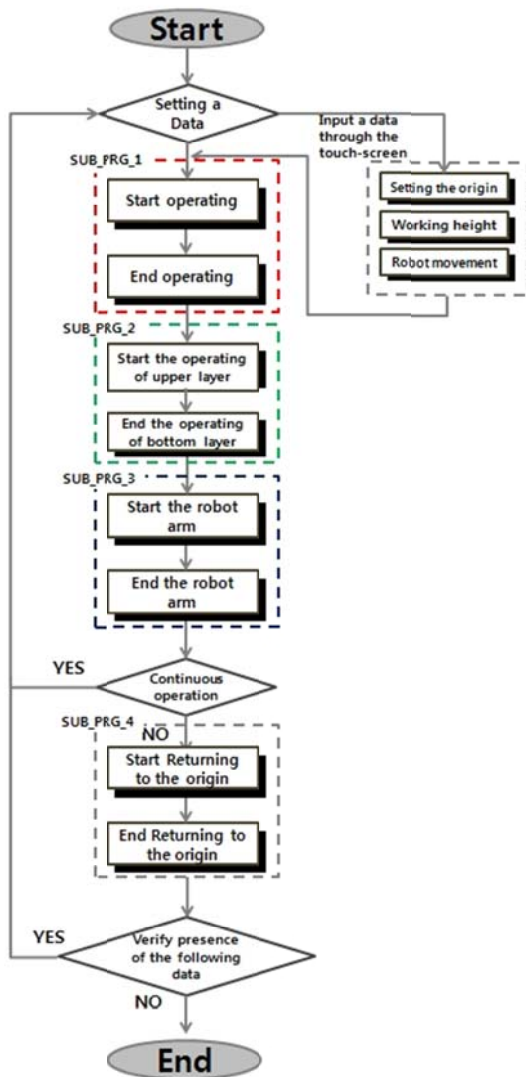 Start
Setting a
Data
Input a data
through the
touch-screen
SUB_PRG_1
Start operating
End operating
Setting the origin
Working height
Robot movement
SUB_PRG_2
Start the operating
of upper layer
End the operating
of bottom layer
SUB_PRG_3
Start the robot
arm
End the robot
arm
YES
Continuous
operation
SUB_PRG_4
NO
Start Returning
to the origin
End Returning to
the origin
YES
Verify presence
of the following
data
NO
End